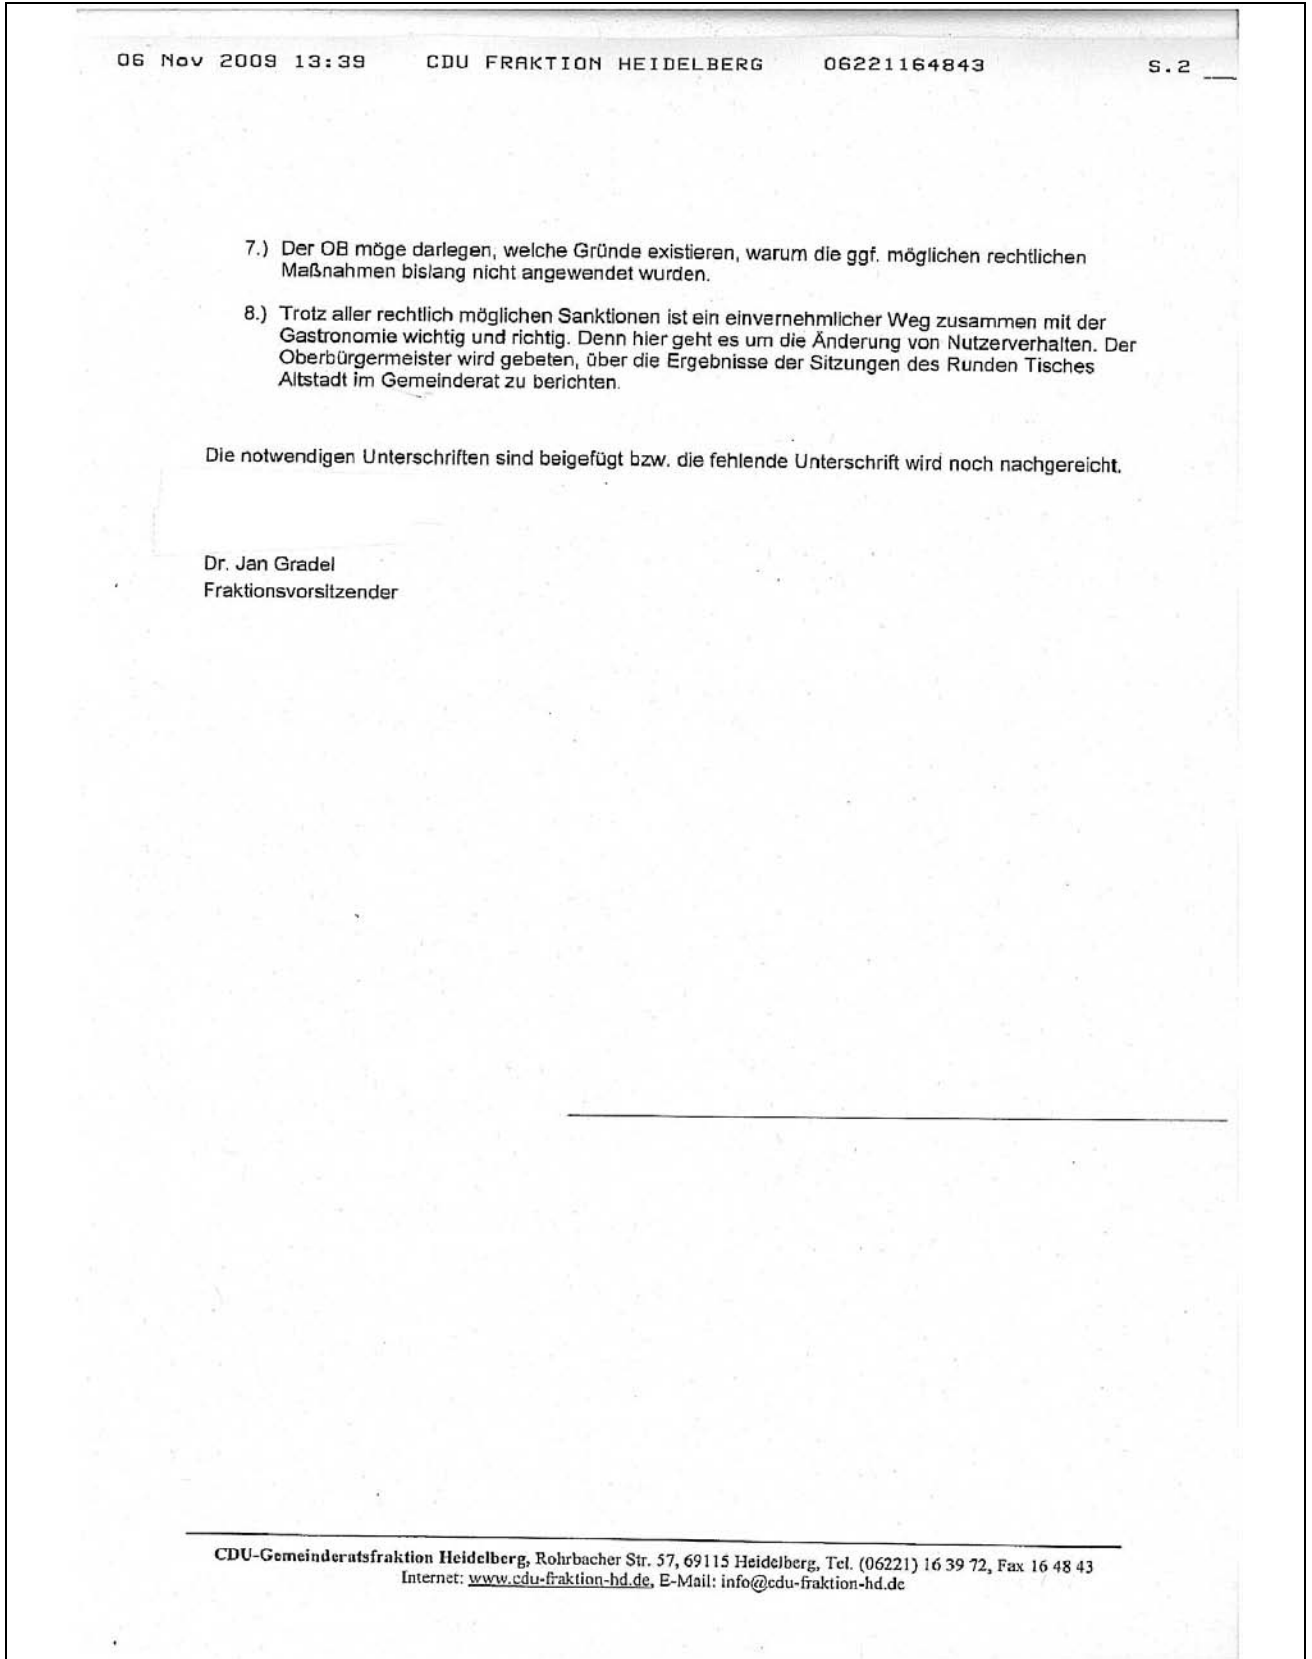 06 Nov 2009 13:39 CDU FRAKTION HEIDELBERG 06221164843 S.2
7.) Der OB möge darlegen, welche Gründe existieren, warum die ggf. möglichen rechtlichen
Maßnahmen bislang nicht angewendet wurden.
8.) Trotz aller rechtlich möglichen Sanktionen ist ein einvernehmlicher Weg zusammen mit der
Gastronomie wichtig und richtig. Denn hier geht es um die Änderung von Nutzerverhalten. Der
Oberbürgermeister wird gebeten, über die Ergebnisse der Sitzungen des Runden Tisches
Altstadt im Gemeinderat zu berichten.
Die notwendigen Unterschriften sind beigefügt bzw. die fehlende Unterschrift wird noch nachgereicht.
Dr. Jan Gradel
Fraktionsvorsitzender
CDU-Gemeinderatsfraktion Heidelberg, Rohrbacher Str. 57, 69115 Heidelberg, Tel. (06221) 16 39 72, Fax 16 48 43
Internet: www.cdu-fraktion-hd.de, E-Mail: info@cdu-fraktion-hd.de